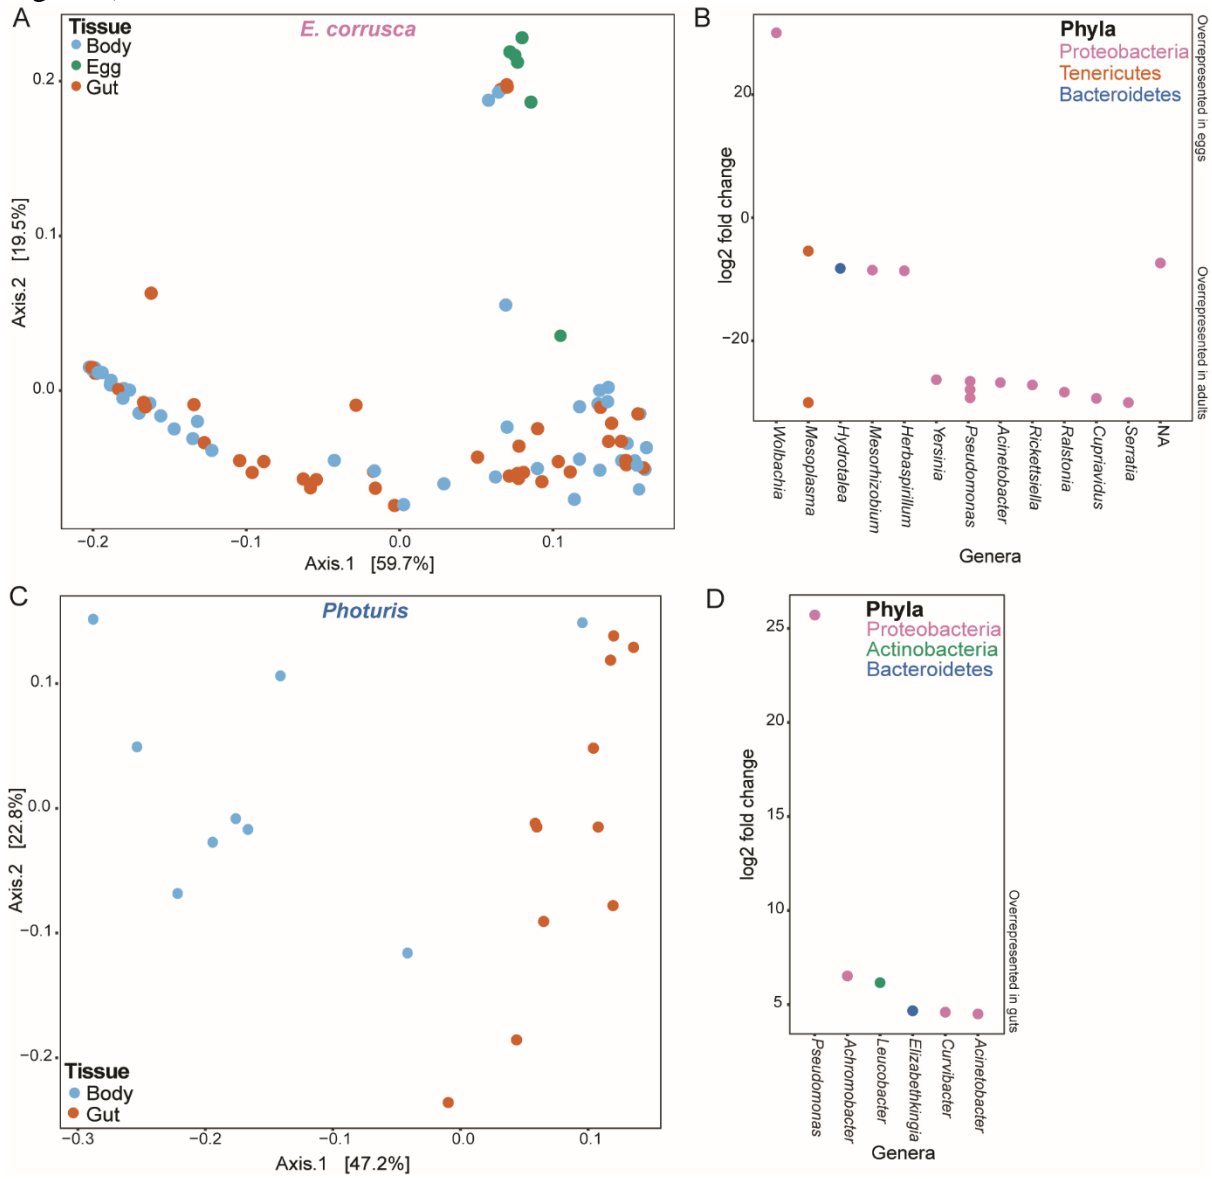 A
Tissue
Body
Egg
Gut
E. corrusca
0.2
0.1
0.0
Axis.2 [19.5%]
−0.2
−0.1
0.0
0.1
Axis.1 [59.7%]
B
Phyla
Proteobacteria
Tenericutes
Bacteroidetes
20
0
−20
log2 fold change
Overrepresented in eggs
Overrepresented in adults
Wolbachia
Mesoplasma
Hydrotalea
Mesorhizobium
Herbaspirillum
Yersinia
Pseudomonas
Acinetobacter
Rickettsiella
Ralstonia
Cupriavidus
Serratia
NA
Genera
C
Photuris
0.1
0.0
−0.1
−0.2
Axis.2 [22.8%]
Tissue
Body
Gut
−0.3
−0.2
−0.1
0.0
0.1
Axis.1 [47.2%]
D
Phyla
Proteobacteria
Actinobacteria
Bacteroidetes
25
20
15
10
5
log2 fold change
Overrepresented in guts
Pseudomonas
Achromobacter
Leucobacter
Elizabethkingia
Curvibacter
Acinetobacter
Genera